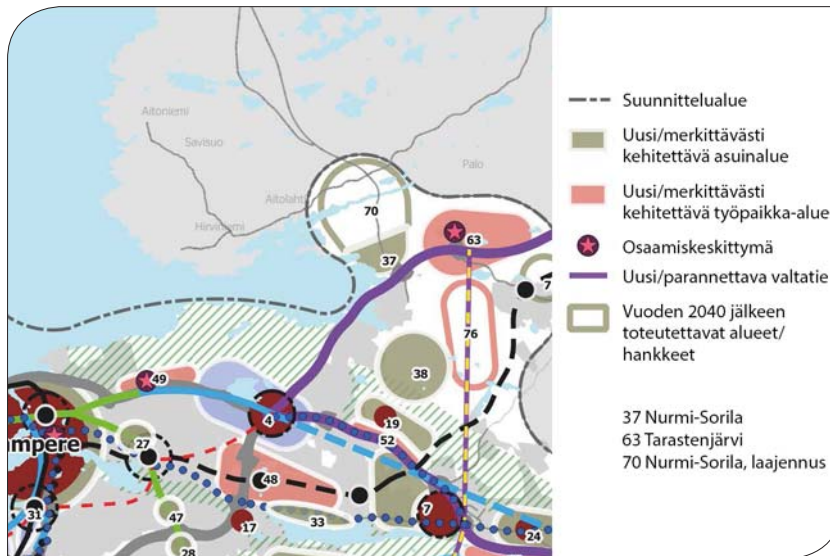 Aitoniemi
Savisuo
Aitolahti
Palo
Hirviniemi
70
63
37
7
76
38
49
4
19
52
27
ampere
48
7
31
47
33
17
24
28
Suunnittelualue
Uusi/merkittävästi
kehitettävä asuinalue
Uusi/merkittävästi
kehitettävä työpaikka-alue
Osaamiskeskittymä
Uusi/parannettava valtatie
Vuoden 2040 jälkeen
toteutettavat alueet/
hankkeet
37 Nurmi-Sorila
63 Tarastenjärvi
70 Nurmi-Sorila, laajennus